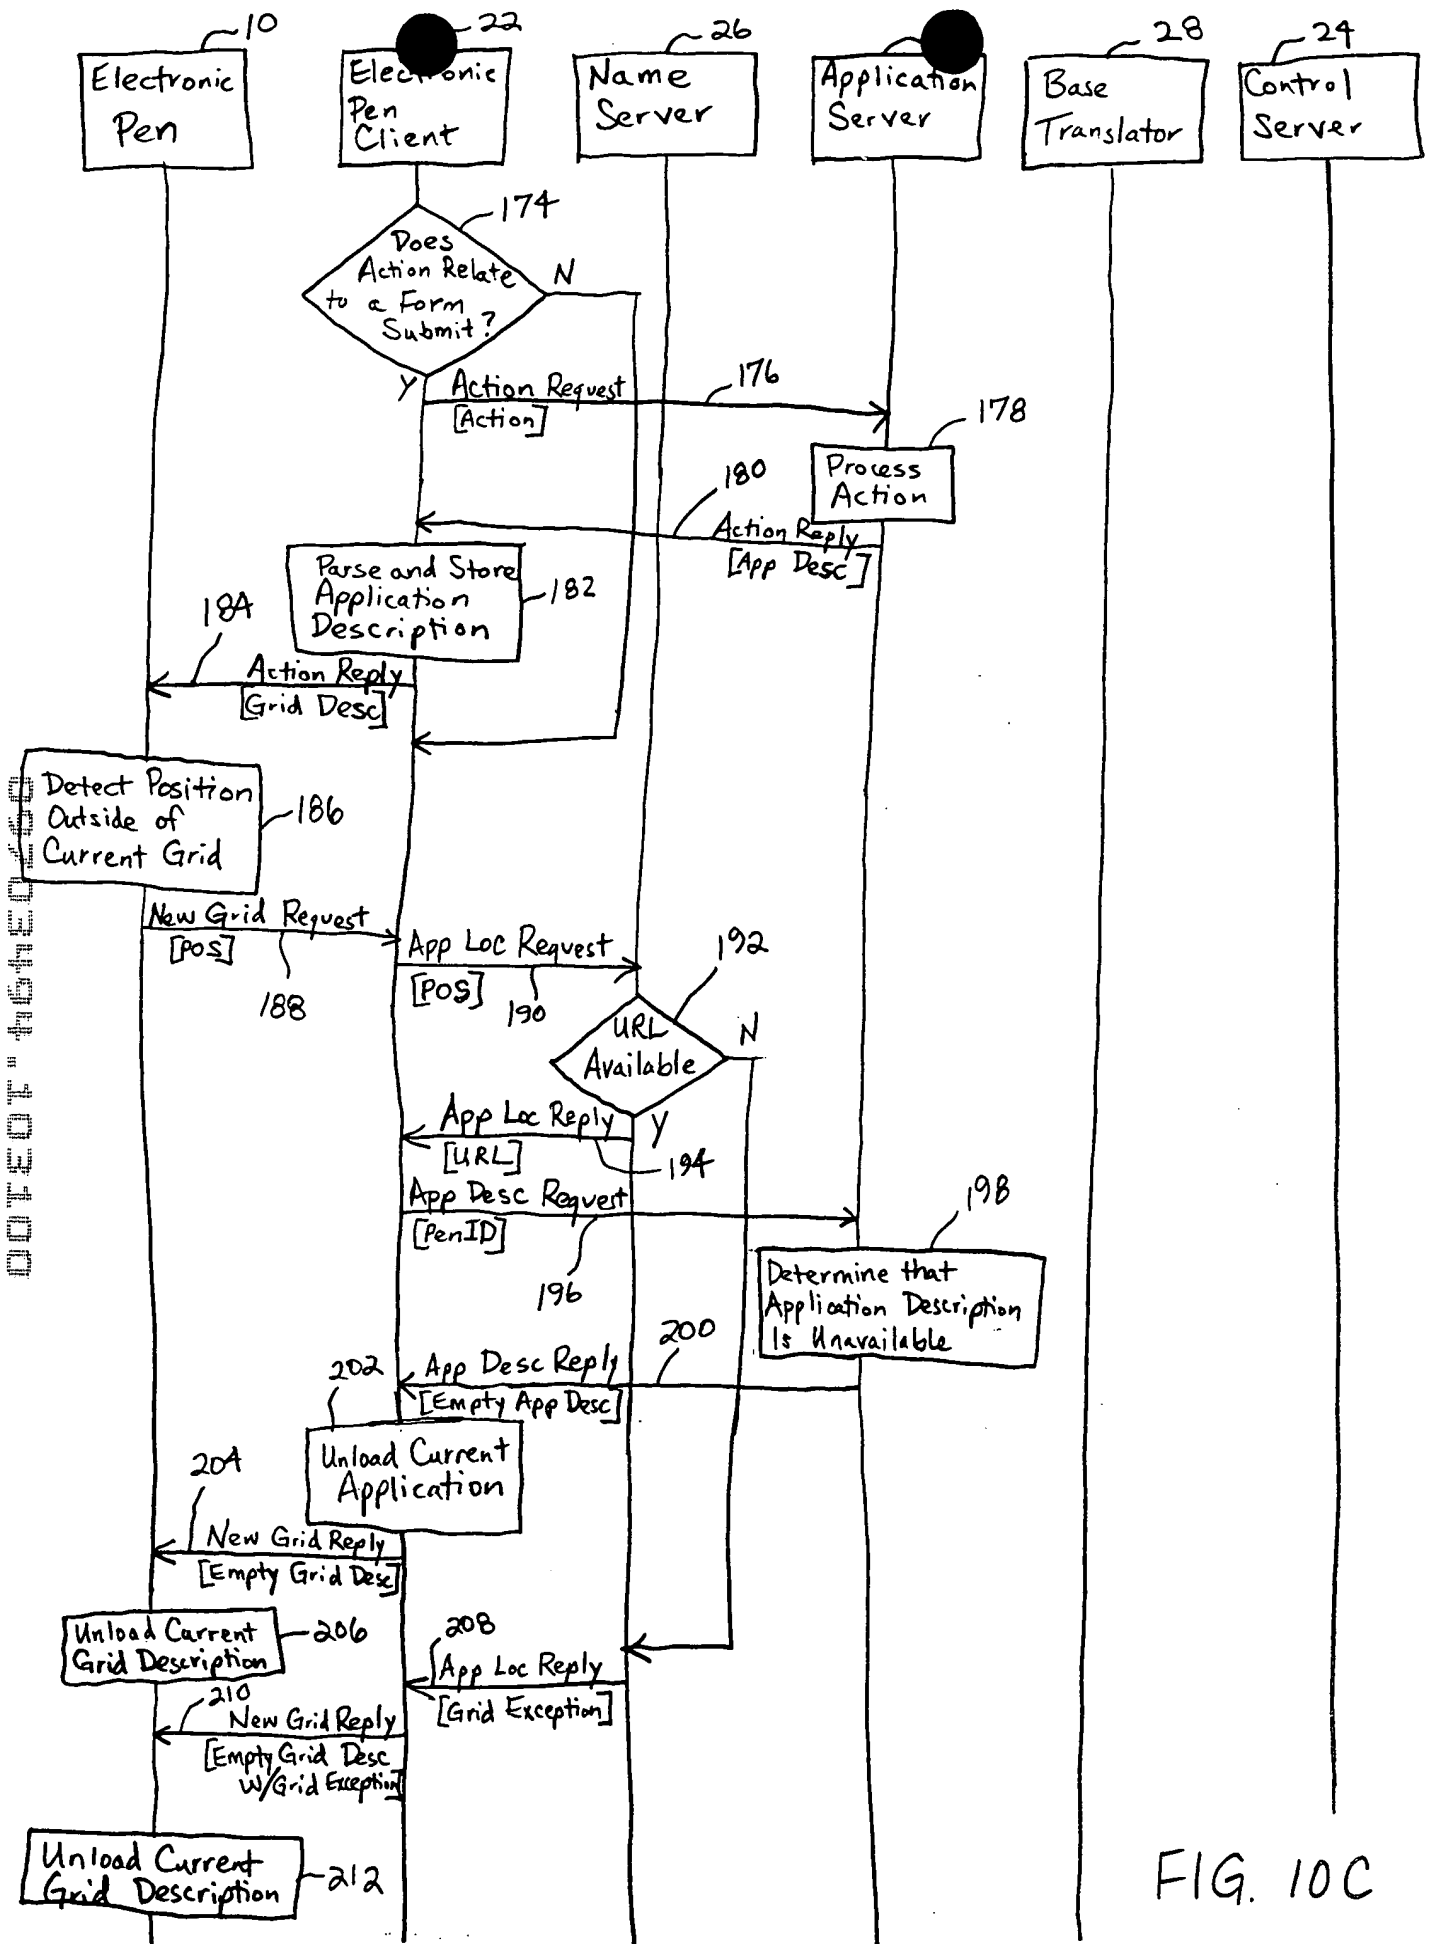 10
22
26
28
24
Electronic
Pen
Electronic
Pen
Client
Name
Server
Application
Server
Base
Translator
Control
Server
174
Does
Action Relate
to a Form
Submit?
N
Y
Action Request
[Action]
176
178
Process
Action
180
Action Reply
[App Desc]
Parse and Store
Application
Description
182
184
Action Reply
[Grid Desc]
Detect Position
Outside of
Current Grid
186
New Grid Request
[POS]
188
App Loc Request
[POS]
190
192
URL
Available
N
Y
App Loc Reply
[URL]
194
App Desc Request
[PenID]
196
198
Determine that
Application Description
Is Unavailable
200
App Desc Reply
[Empty App Desc]
202
Unload Current
Application
204
New Grid Reply
[Empty Grid Desc]
Unload Current
Grid Description
206
208
App Loc Reply
[Grid Exception]
210
New Grid Reply
[Empty Grid Desc
W/Grid Exception]
Unload Current
Grid Description
212
FIG. 10C